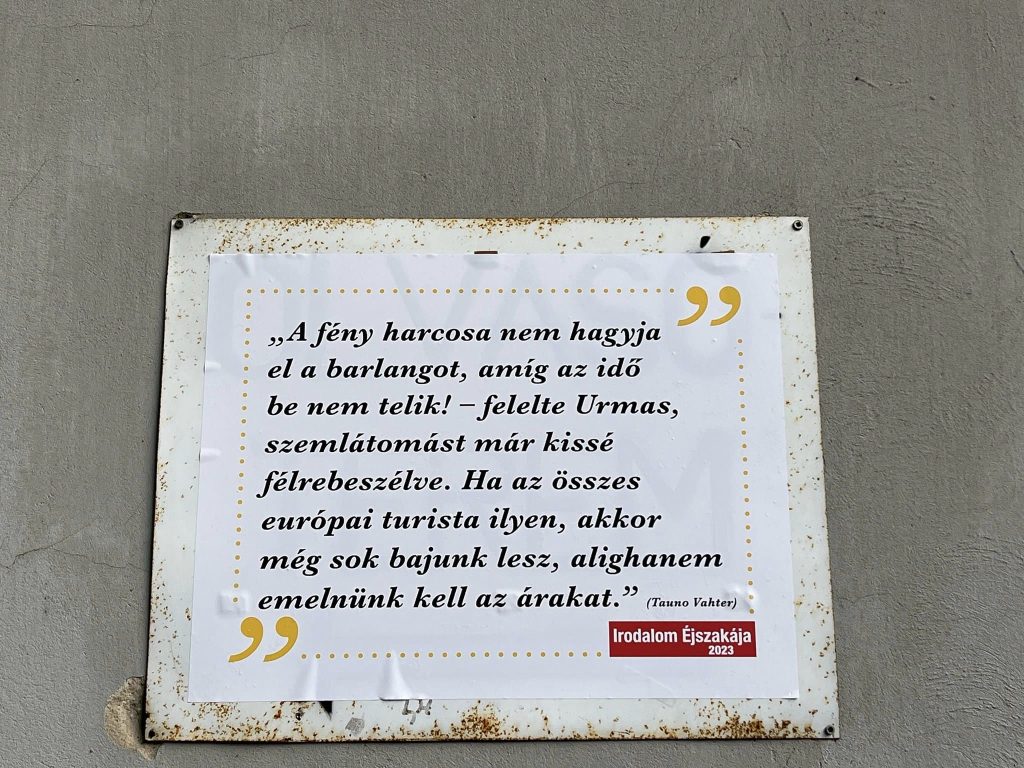 „A fény harcosa nem hagyja
el a barlangot, amíg az idő
be nem telik! – felelte Urmas,
szemlátomást már kissé
félrebeszélve. Ha az összes
európai turista ilyen, akkor
még sok bajunk lesz, alighanem
emelnünk kell az árakat.” (Tauno Vahter)
Irodalom Éjszakája
2023